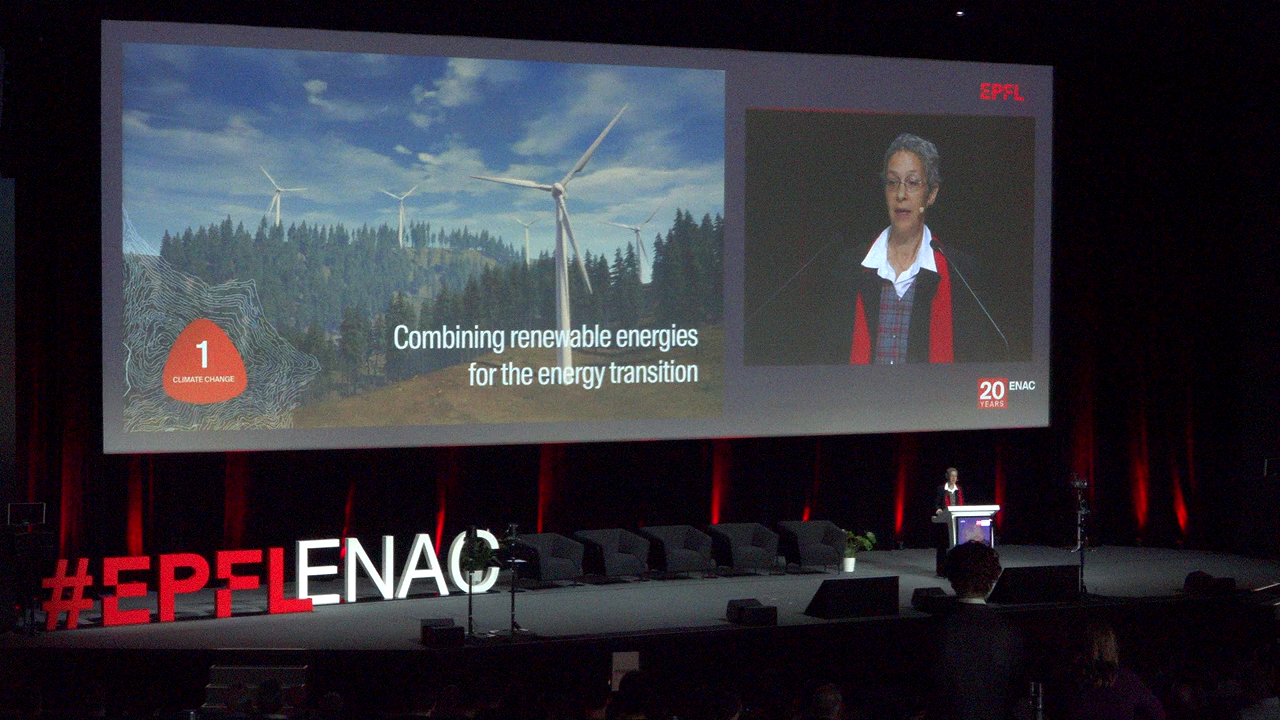 EPFL
Combining renewable energies
for the energy transition
1
CLIMATE CHANGE
20
YEARS
ENAC
#EPFLENAC